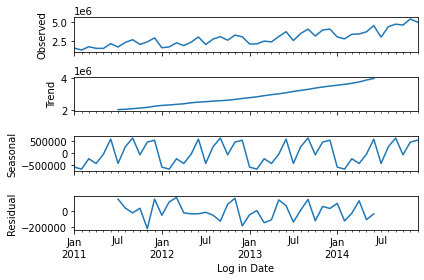 1e6
5.0
2.5
Observed
1e6
4
2
Trend
500000
0
-500000
Seasonal
0
-200000
Residual
Jan Jul Jan Jul Jan Jul Jan Jul
2011 2012 2013 2014
Log in Date